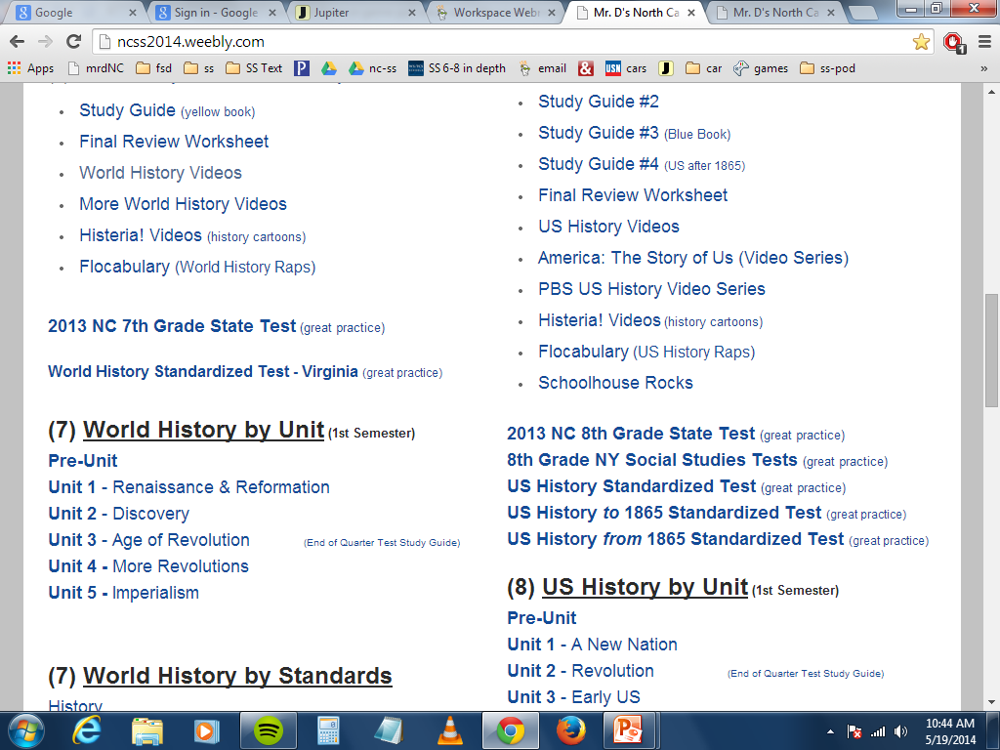 Google
Sign in - Google
Jupiter
Workspace Web
Mr. D's North Ca
Mr. D's North Ca
ncss2014.weebly.com
1
Apps
mrdNC
fsd
ss
SS Text
P
nc-ss
SS 6-8 in depth
email
&
USN
cars
J
car
games
ss-pod
»
Study Guide (yellow book)
Final Review Worksheet
World History Videos
More World History Videos
Histeria! Videos (history cartoons)
Flocabulary (World History Raps)
2013 NC 7th Grade State Test (great practice)
World History Standardized Test - Virginia (great practice)
(7) World History by Unit (1st Semester)
Pre-Unit
Unit 1 - Renaissance & Reformation
Unit 2 - Discovery
Unit 3 - Age of Revolution (End of Quarter Test Study Guide)
Unit 4 - More Revolutions
Unit 5 - Imperialism
(7) World History by Standards
History
Study Guide #2
Study Guide #3 (Blue Book)
Study Guide #4 (US after 1865)
Final Review Worksheet
US History Videos
America: The Story of Us (Video Series)
PBS US History Video Series
Histeria! Videos (history cartoons)
Flocabulary (US History Raps)
Schoolhouse Rocks
2013 NC 8th Grade State Test (great practice)
8th Grade NY Social Studies Tests (great practice)
US History Standardized Test (great practice)
US History to 1865 Standardized Test (great practice)
US History from 1865 Standardized Test (great practice)
(8) US History by Unit (1st Semester)
Pre-Unit
Unit 1 - A New Nation
Unit 2 - Revolution (End of Quarter Test Study Guide)
Unit 3 - Early US
10:44 AM
5/19/2014